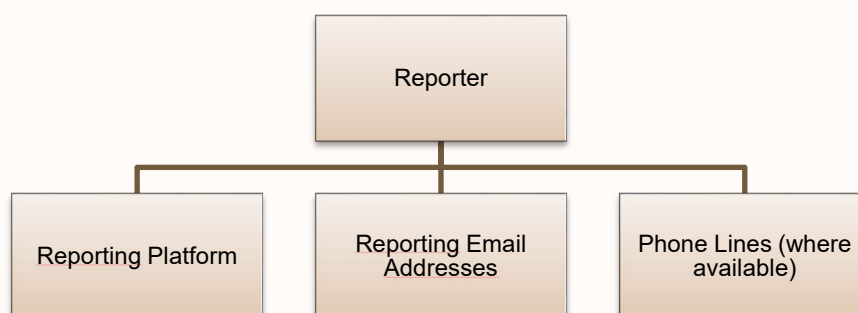 Reporter
Reporting Platform
Reporting Email
Addresses
Phone Lines (where
available)